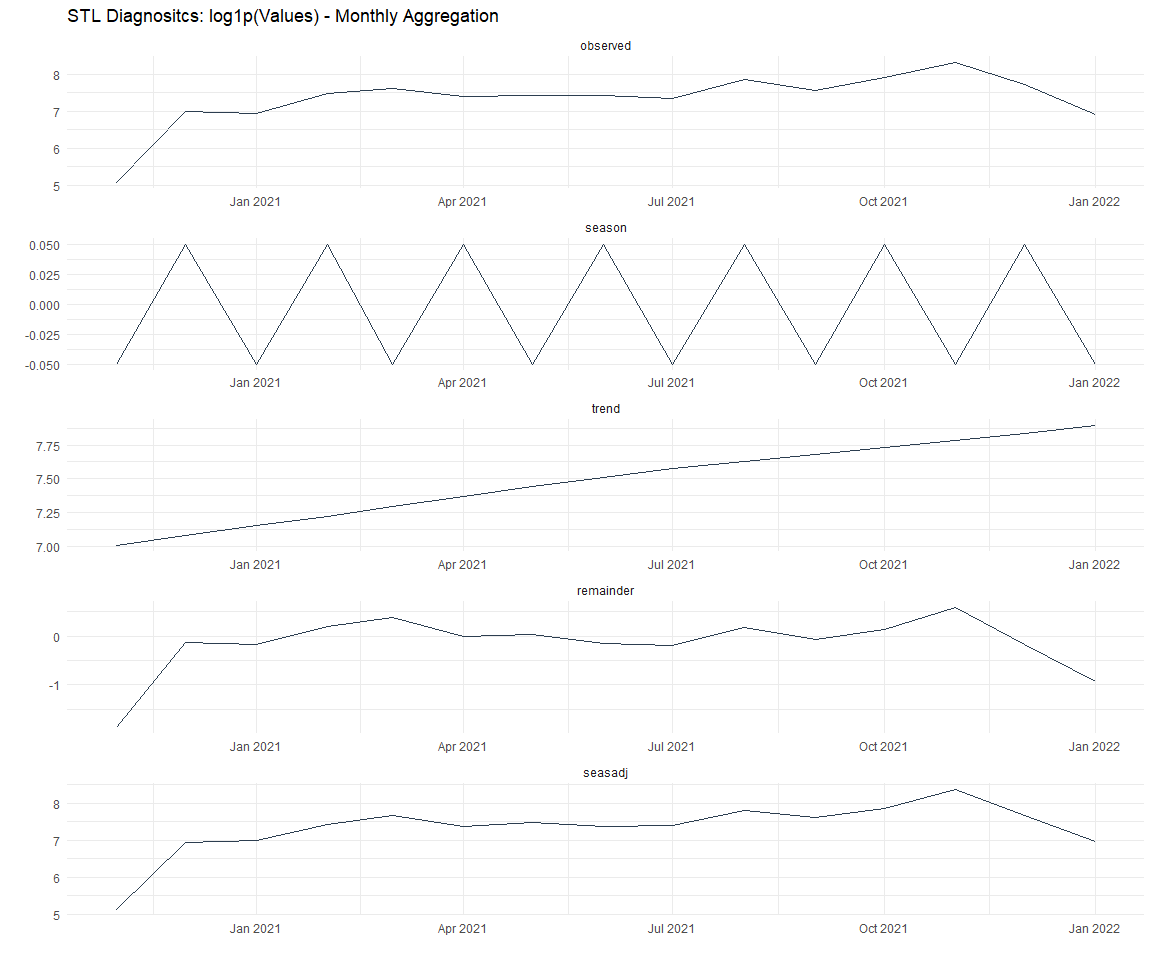 STL Diagnositcs: log1p(Values) - Monthly Aggregation
observed
8
7
6
5
Jan 2021 Apr 2021 Jul 2021 Oct 2021 Jan 2022
season
0.050
0.025
0.000
-0.025
-0.050
Jan 2021 Apr 2021 Jul 2021 Oct 2021 Jan 2022
trend
7.75
7.50
7.25
7.00
Jan 2021 Apr 2021 Jul 2021 Oct 2021 Jan 2022
remainder
0
-1
Jan 2021 Apr 2021 Jul 2021 Oct 2021 Jan 2022
seasadj
8
7
6
5
Jan 2021 Apr 2021 Jul 2021 Oct 2021 Jan 2022